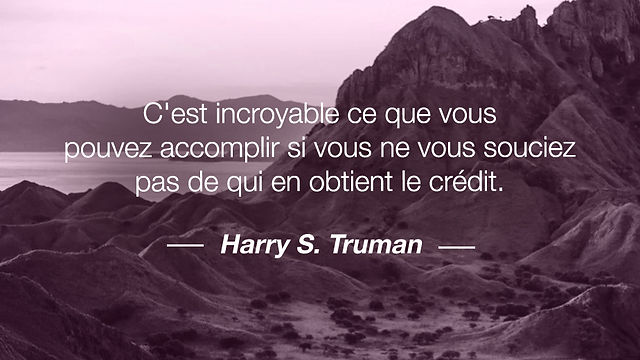 C'est incroyable ce que vous
pouvez accomplir si vous ne vous souciez
pas de qui en obtient le crédit.
— Harry S. Truman —